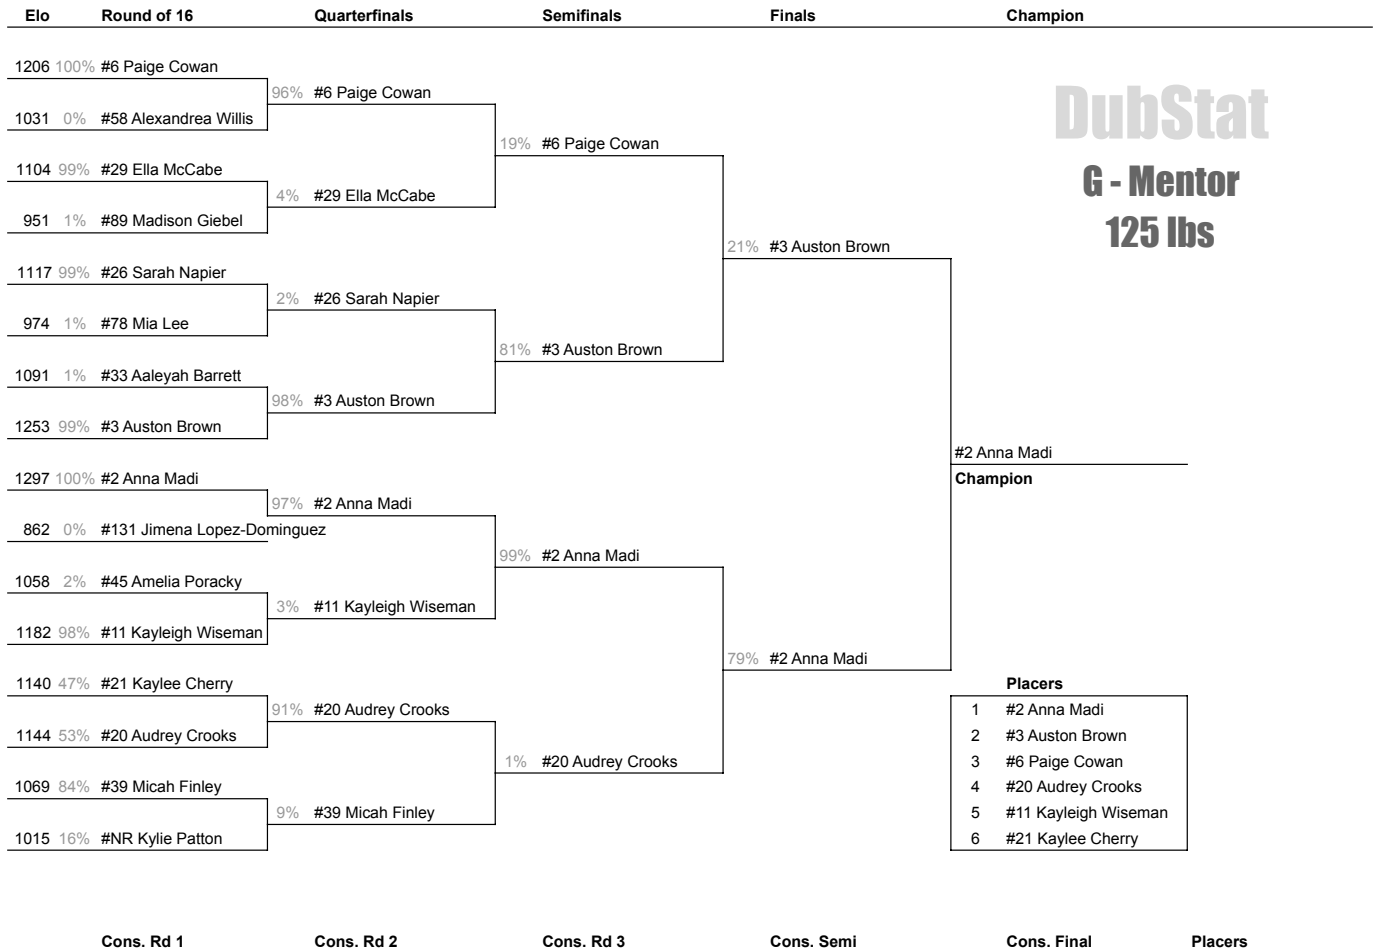 Elo Round of 16 Quarterfinals Semifinals Finals Champion
1206 100% #6 Paige Cowan
96% #6 Paige Cowan
1031 0% #58 Alexandrea Willis
19% #6 Paige Cowan
1104 99% #29 Ella McCabe
4% #29 Ella McCabe
951 1% #89 Madison Giebel
21% #3 Auston Brown
1117 99% #26 Sarah Napier
2% #26 Sarah Napier
974 1% #78 Mia Lee
81% #3 Auston Brown
1091 1% #33 Aaleyah Barrett
98% #3 Auston Brown
1253 99% #3 Auston Brown
DubStat
G - Mentor
125 lbs
#2 Anna Madi
Champion
1297 100% #2 Anna Madi
97% #2 Anna Madi
862 0% #131 Jimena Lopez-Dominguez
99% #2 Anna Madi
1058 2% #45 Amelia Poracky
3% #11 Kayleigh Wiseman
1182 98% #11 Kayleigh Wiseman
79% #2 Anna Madi
1140 47% #21 Kaylee Cherry
91% #20 Audrey Crooks
1144 53% #20 Audrey Crooks
1% #20 Audrey Crooks
1069 84% #39 Micah Finley
9% #39 Micah Finley
1015 16% #NR Kylie Patton
Placers
1 #2 Anna Madi
2 #3 Auston Brown
3 #6 Paige Cowan
4 #20 Audrey Crooks
5 #11 Kayleigh Wiseman
6 #21 Kaylee Cherry
Cons. Rd 1 Cons. Rd 2 Cons. Rd 3 Cons. Semi Cons. Final Placers